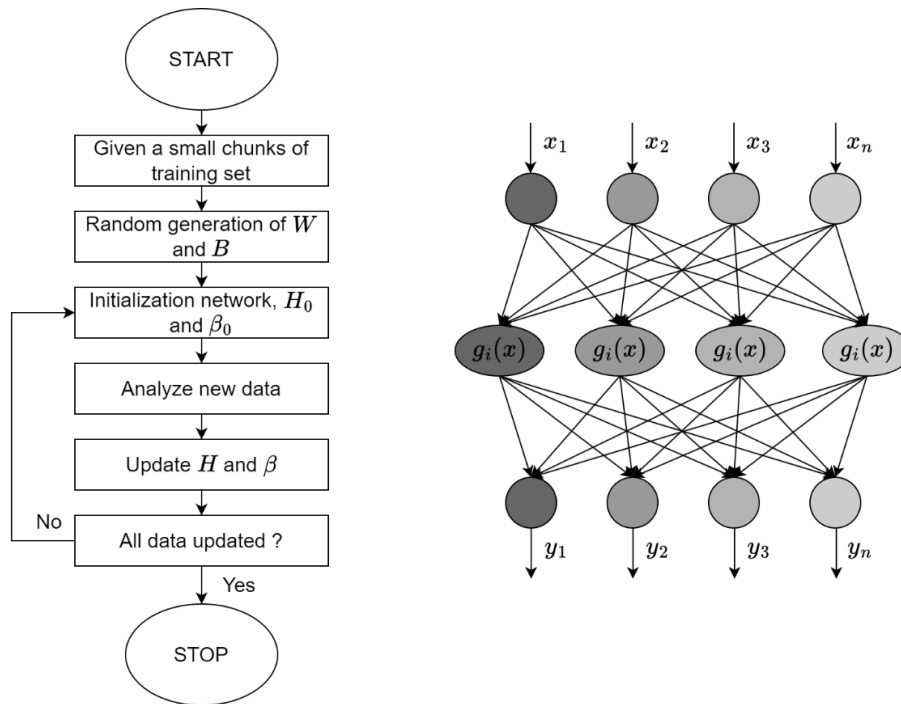 START
Given a small chunks of
training set
Random generation of W
and B
Initialization network, H₀
and β₀
Analyze new data
Update H and β
No
All data updated ?
Yes
STOP
x₁ x₂ x₃ xₙ
gᵢ(x) gᵢ(x) gᵢ(x) gᵢ(x)
y₁ y₂ y₃ yₙ